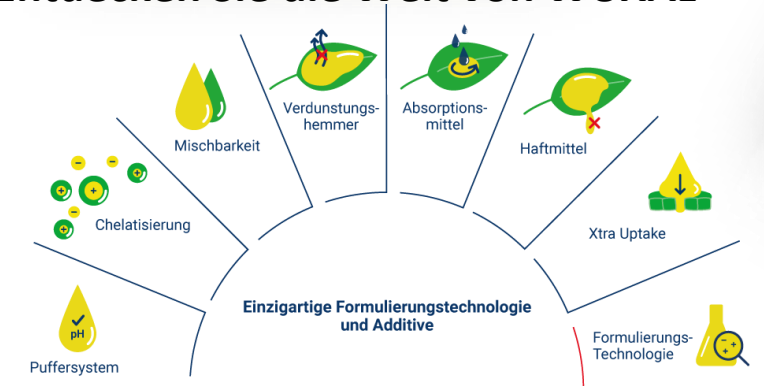 Verdunstungs-
hemmer
Absorptions-
mittel
Mischbarkeit
Haftmittel
Chelatisierung
Xtra Uptake
Einzigartige Formulierungstechnologie
und Additive
pH
Puffersystem
Formulierungs-
Technologie